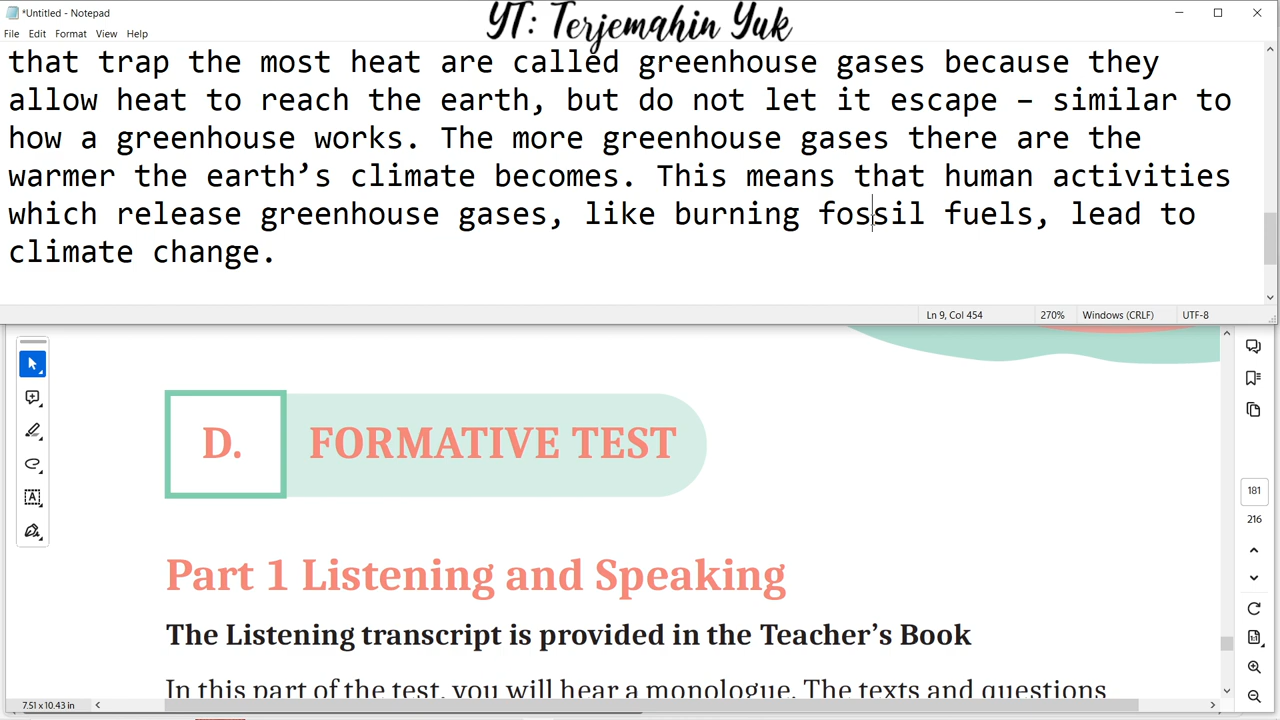 *Untitled - Notepad
YT: Terjemahin Yuk
File Edit Format View Help
that trap the most heat are called greenhouse gases because they
allow heat to reach the earth, but do not let it escape – similar to
how a greenhouse works. The more greenhouse gases there are the
warmer the earth’s climate becomes. This means that human activities
which release greenhouse gases, like burning fossil fuels, lead to
climate change.
Ln 9, Col 454 270% Windows (CRLF) UTF-8
D. FORMATIVE TEST
181
216
Part 1 Listening and Speaking
The Listening transcript is provided in the Teacher’s Book
In this part of the test, you will hear a monologue. The texts and questions
7.51 x 10.43 in